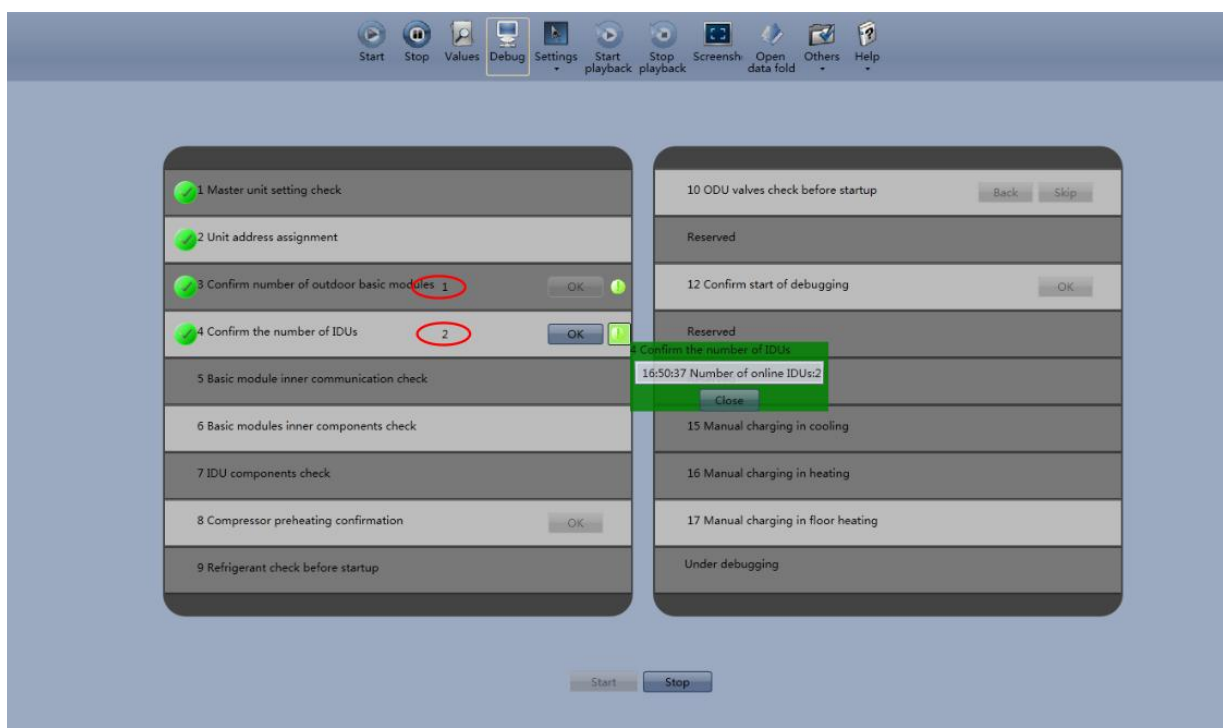 Start Stop Values Debug Settings Start playback Stop playback Screensh Open data fold Others Help
1 Master unit setting check
2 Unit address assignment
3 Confirm number of outdoor basic modules 1 OK
4 Confirm the number of IDUs 2 OK
5 Basic module inner communication check
6 Basic modules inner components check
7 IDU components check
8 Compressor preheating confirmation OK
9 Refrigerant check before startup
10 ODU valves check before startup Back Skip
Reserved
12 Confirm start of debugging OK
Reserved
4 Confirm the number of IDUs
16:50:37 Number of online IDUs:2
Close
15 Manual charging in cooling
16 Manual charging in heating
17 Manual charging in floor heating
Under debugging
Start Stop